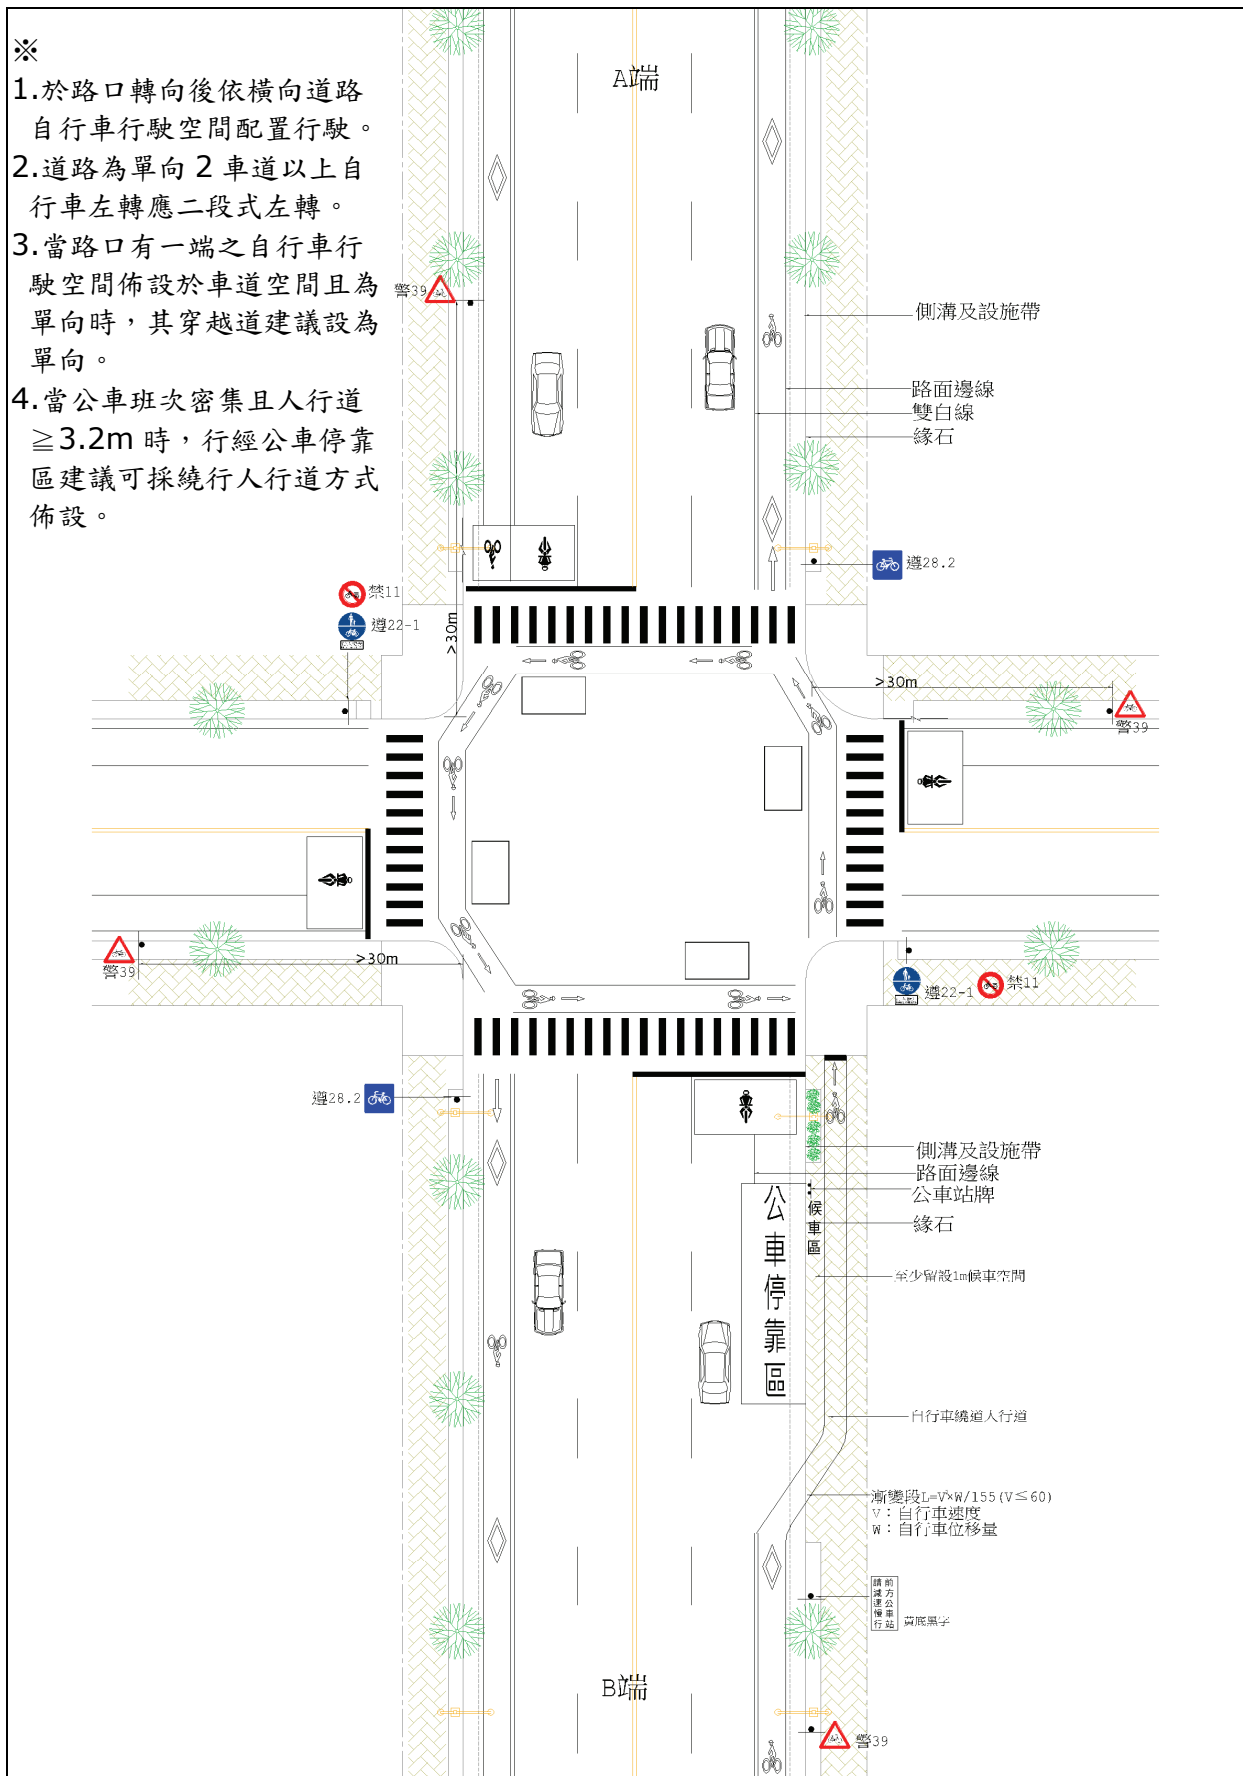 ※
1.於路口轉向後依橫向道路
自行車行駛空間配置行駛。
2.道路為單向 2 車道以上自
行車左轉應二段式左轉。
3.當路口有一端之自行車行
駛空間佈設於車道空間且為
單向時，其穿越道建議設為
單向。
4.當公車班次密集且人行道
≧3.2m 時，行經公車停靠
區建議可採繞行人行道方式
佈設。
A端
警39
側溝及設施帶
路面邊線
雙白線
緣石
遵28.2
禁11
遵22-1
>30m
>30m
警39
警39
>30m
遵22-1
禁11
遵28.2
側溝及設施帶
路面邊線
公車站牌
緣石
公車停靠區
候車區
至少留設1m候車空間
自行車繞道人行道
漸變段L=V×W/155(V≤60)
V：自行車速度
W：自行車位移量
前方公車站
請減速慢行
黃底黑字
B端
警39